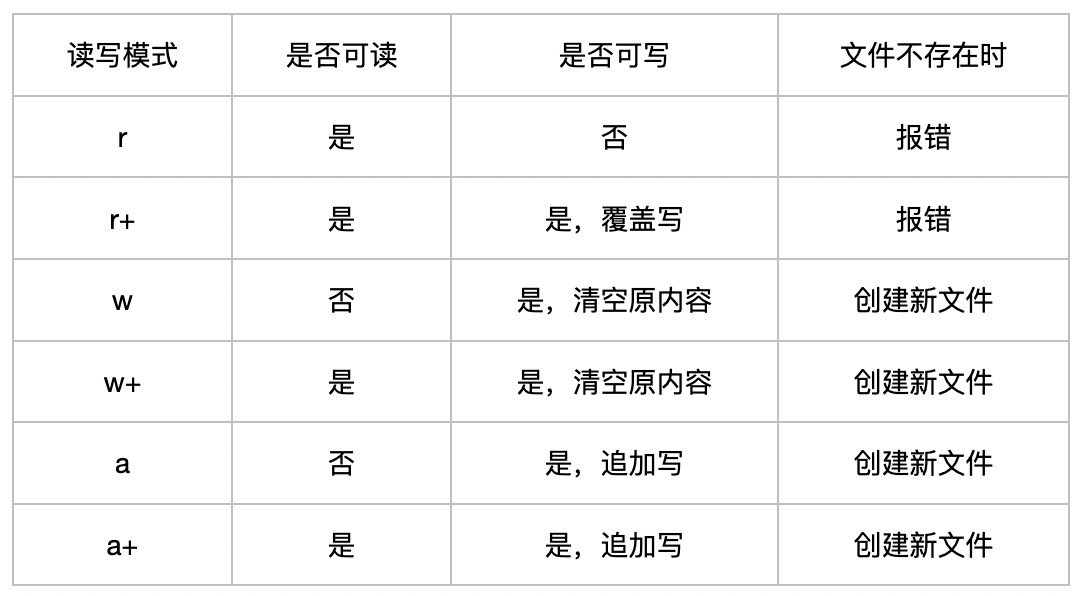 读写模式 是否可读 是否可写 文件不存在时
r 是 否 报错
r+ 是 是，覆盖写 报错
w 否 是，清空原内容 创建新文件
w+ 是 是，清空原内容 创建新文件
a 否 是，追加写 创建新文件
a+ 是 是，追加写 创建新文件